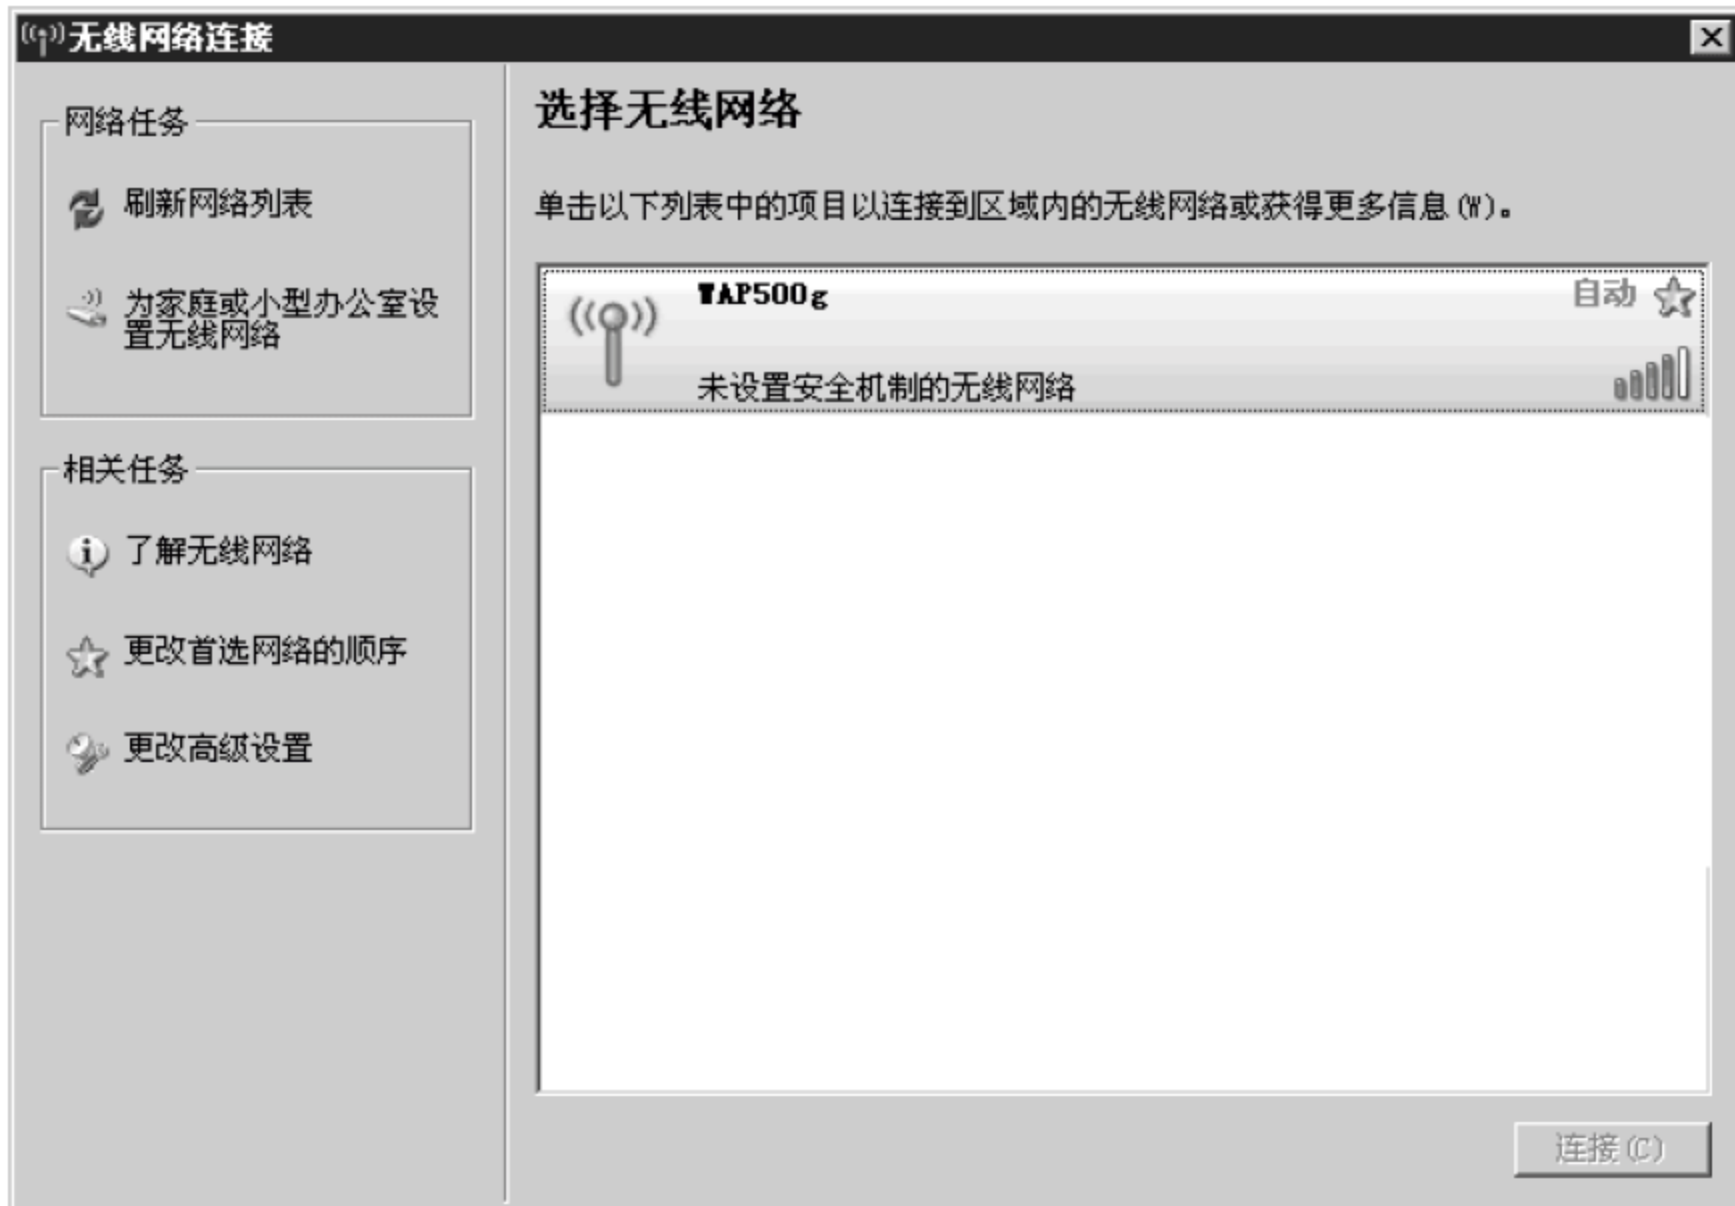 无线网络连接
网络任务
刷新网络列表
为家庭或小型办公室设
置无线网络
相关任务
了解无线网络
更改首选网络的顺序
更改高级设置
选择无线网络
单击以下列表中的项目以连接到区域内的无线网络或获得更多信息(W)。
WAP500g
自动
未设置安全机制的无线网络
连接(C)